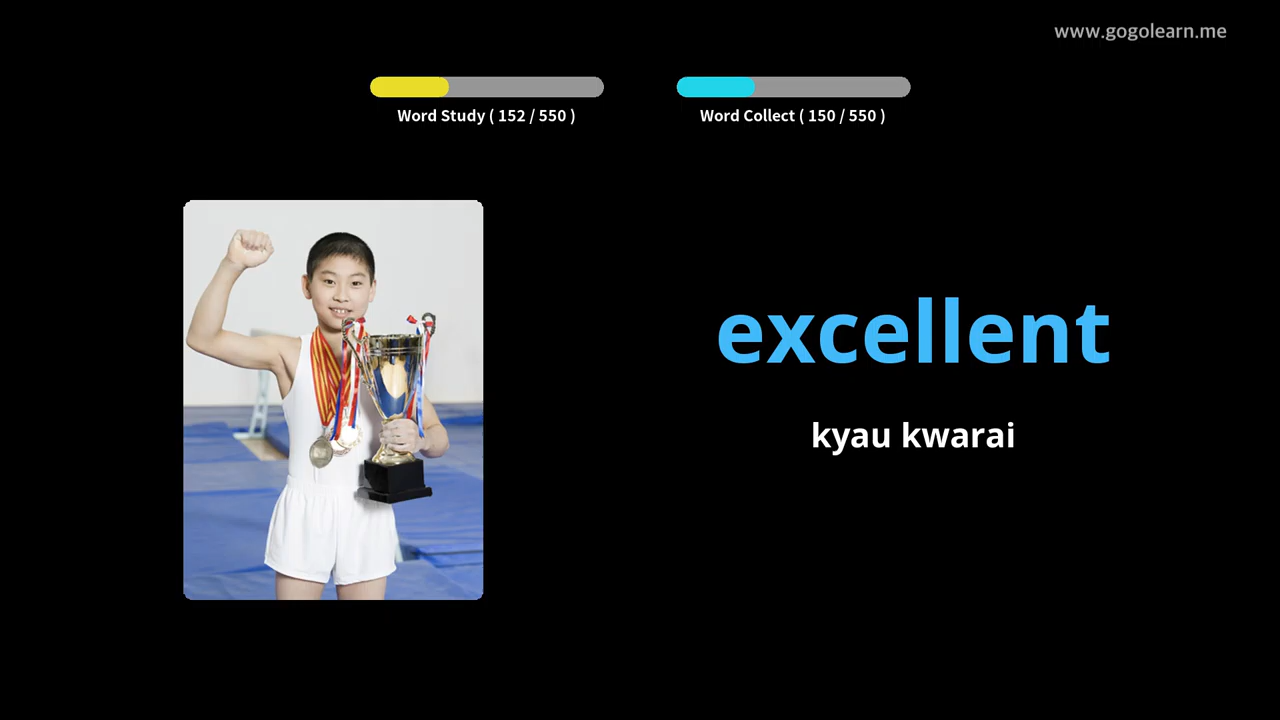 www.gogolearn.me
Word Study ( 152 / 550 )
Word Collect ( 150 / 550 )
excellent
kyau kwarai